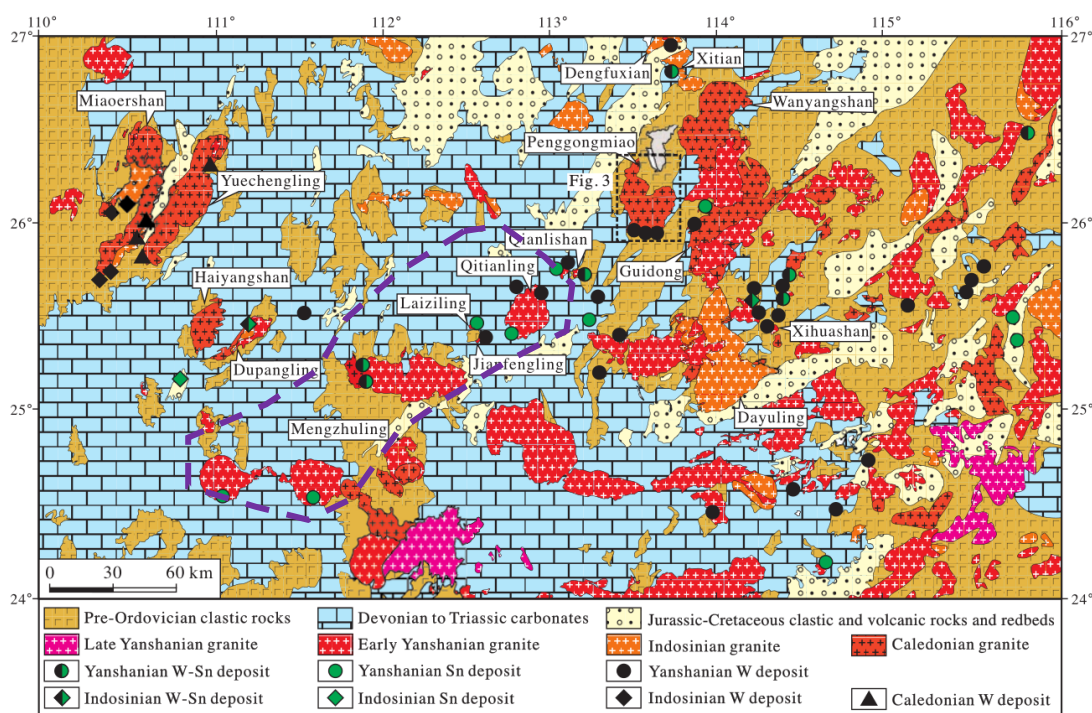 110° 111° 112° 113° 114° 115° 116°
27° 27°
Xitian
Dengfuxian
Miaoershan
Wanyangshan
Penggongmiao
Fig. 3
Yuechengling
26° 26°
Qianlishan
Guidong
Haiyangshan
Qitianling
Laiziling
Xihuashan
Dupangling
Jianfengling
25° 25°
Dayuling
Mengzhuling
0 30 60 km
24° 24°
Pre-Ordovician clastic rocks Devonian to Triassic carbonates Jurassic-Cretaceous clastic and volcanic rocks and redbeds
Late Yanshanian granite Early Yanshanian granite Indosinian granite Caledonian granite
Yanshanian W-Sn deposit Yanshanian Sn deposit Yanshanian W deposit
Indosinian W-Sn deposit Indosinian Sn deposit Indosinian W deposit Caledonian W deposit